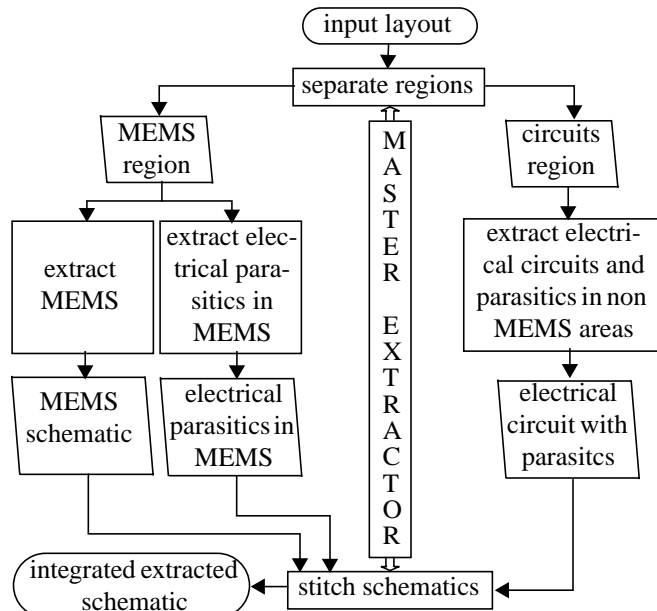 input layout
separate regions
MEMS
region
MASTER EXTRACTOR
circuits
region
extract
MEMS
extract elec-
trical para-
sitics in
MEMS
extract electri-
cal circuits and
parasitics in non
MEMS areas
MEMS
schematic
electrical
parasitics in
MEMS
electrical
circuit with
parasitcs
integrated extracted
schematic
stitch schematics